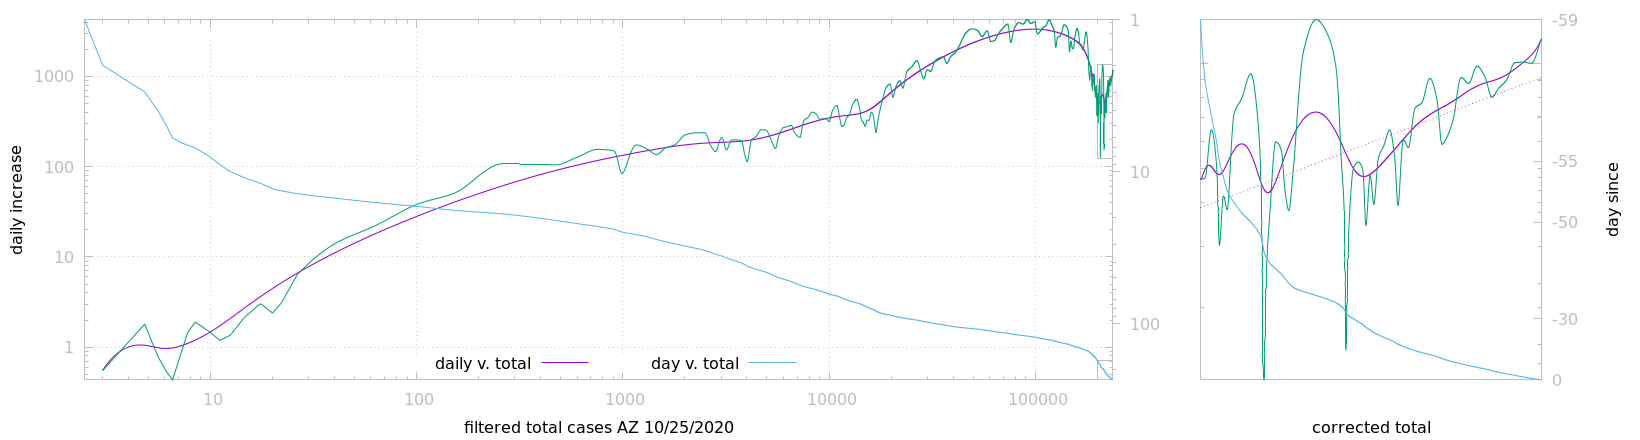 1000
100
10
1
daily increase
10
100
1000
10000
100000
filtered total cases AZ 10/25/2020
daily v. total
day v. total
1
10
100
-59
-55
-50
-30
0
day since
corrected total